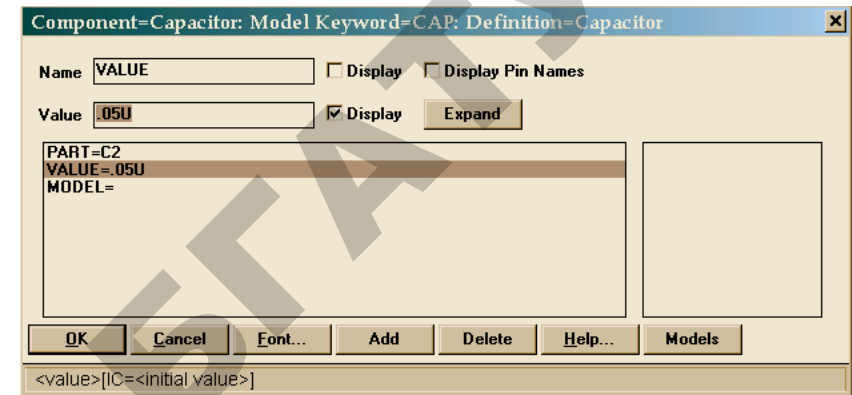 Component=Capacitor: Model Keyword=CAP: Definition=Capacitor
Name VALUE Display Display Pin Names
Value .05U Display Expand
PART=C2
VALUE=.05U
MODEL=
OK Cancel Font... Add Delete Help... Models
<value>[IC=<initial value>]
БГАТУ